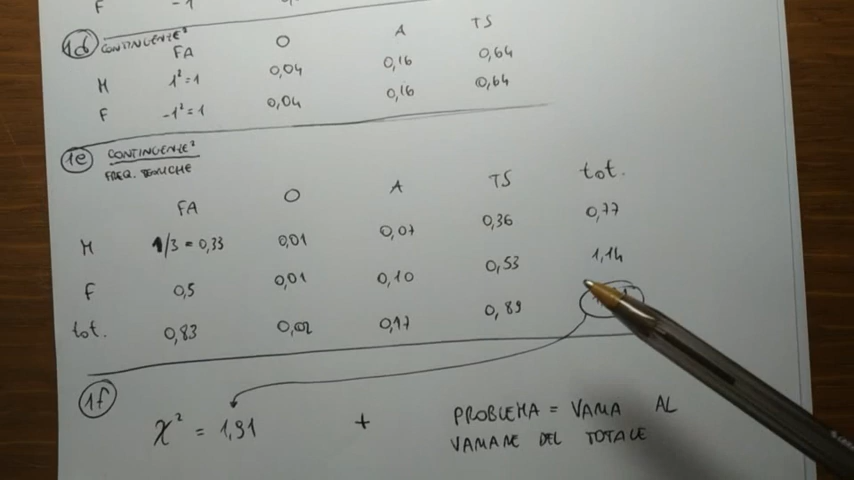 F -1
1d CONTINGENZE²
FA O A TS
M 1²=1 0,04 0,16 0,64
F -1²=1 0,04 0,16 0,64
1e CONTINGENZE²
FREQ. TEORICHE
FA O A TS tot.
M 1/3 = 0,33 0,01 0,07 0,36 0,77
F 0,5 0,01 0,10 0,53 1,14
tot. 0,83 0,02 0,17 0,89
1f
χ² = 1,91 + PROBLEMA = VARIA AL
VARIARE DEL TOTALE